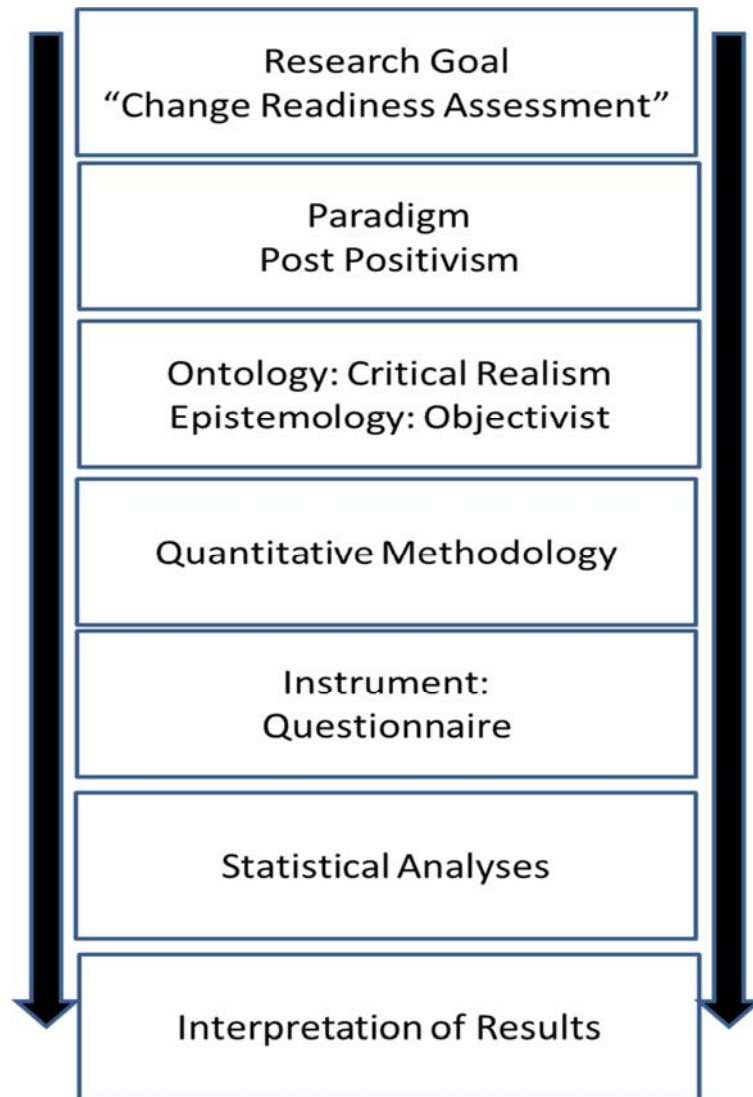 Research Goal
“Change Readiness Assessment”
Paradigm
Post Positivism
Ontology: Critical Realism
Epistemology: Objectivist
Quantitative Methodology
Instrument:
Questionnaire
Statistical Analyses
Interpretation of Results